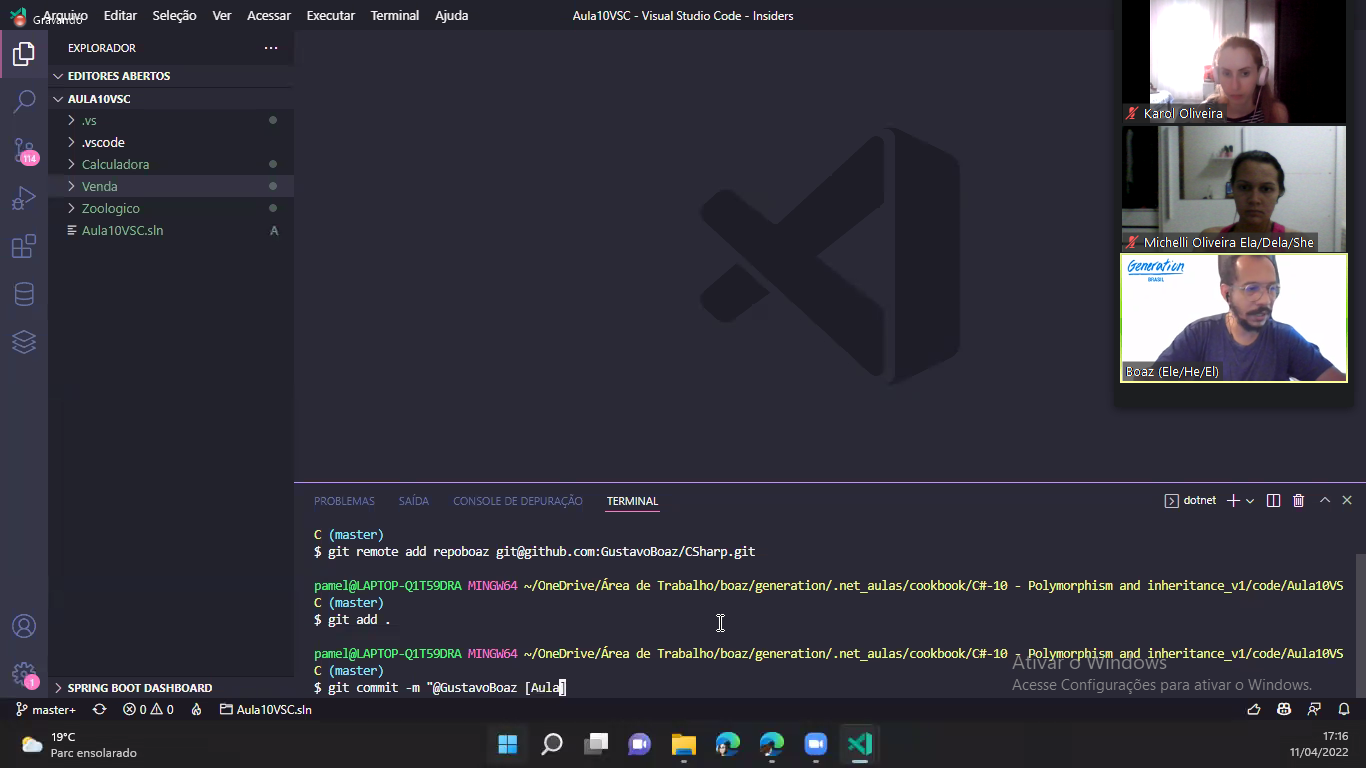 Gravando
Arquivo Editar Seleção Ver Acessar Executar Terminal Ajuda
Aula10VSC - Visual Studio Code - Insiders
EXPLORADOR
EDITORES ABERTOS
AULA10VSC
.vs
.vscode
Calculadora
Venda
Zoologico
Aula10VSC.sln A
114
1
SPRING BOOT DASHBOARD
Karol Oliveira
Michelli Oliveira Ela/Dela/She
Generation
BRASIL
Boaz (Ele/He/El)
PROBLEMAS SAÍDA CONSOLE DE DEPURAÇÃO TERMINAL
dotnet
C (master)
$ git remote add repoboaz git@github.com:GustavoBoaz/CSharp.git
pamel@LAPTOP-Q1T59DRA MINGW64 ~/OneDrive/Área de Trabalho/boaz/generation/.net_aulas/cookbook/C#-10 - Polymorphism and inheritance_v1/code/Aula10VS
C (master)
$ git add .
pamel@LAPTOP-Q1T59DRA MINGW64 ~/OneDrive/Área de Trabalho/boaz/generation/.net_aulas/cookbook/C#-10 - Polymorphism and inheritance_v1/code/Aula10VS
C (master)
$ git commit -m "@GustavoBoaz [Aula]
Ativar o Windows
Acesse Configurações para ativar o Windows.
master+ 0 0 Aula10VSC.sln
19°C
Parc ensolarado
17:16
11/04/2022